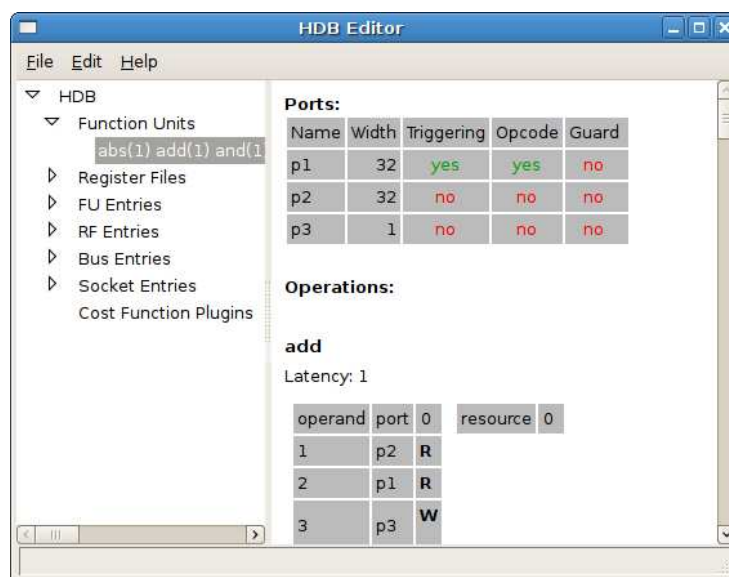 HDB Editor
File Edit Help
HDB
Function Units
abs(1) add(1) and(1
Register Files
FU Entries
RF Entries
Bus Entries
Socket Entries
Cost Function Plugins
Ports:
Name Width Triggering Opcode Guard
p1 32 yes yes no
p2 32 no no no
p3 1 no no no
Operations:
add
Latency: 1
operand port 0 resource 0
1 p2 R
2 p1 R
3 p3 W